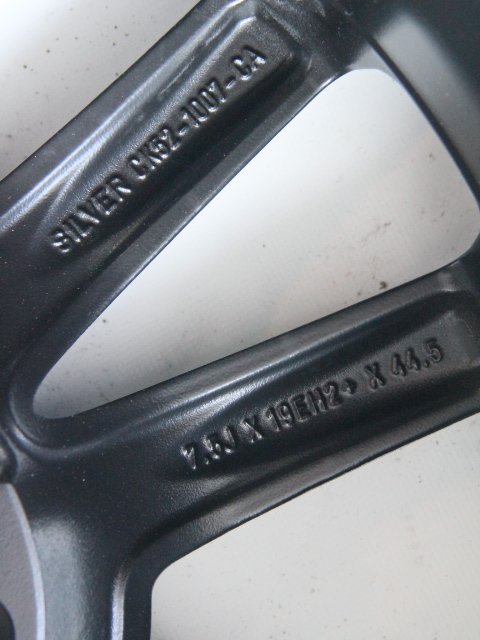 SILVER CK52-1007-CA
7.5J X 19EH2+ X 44.5